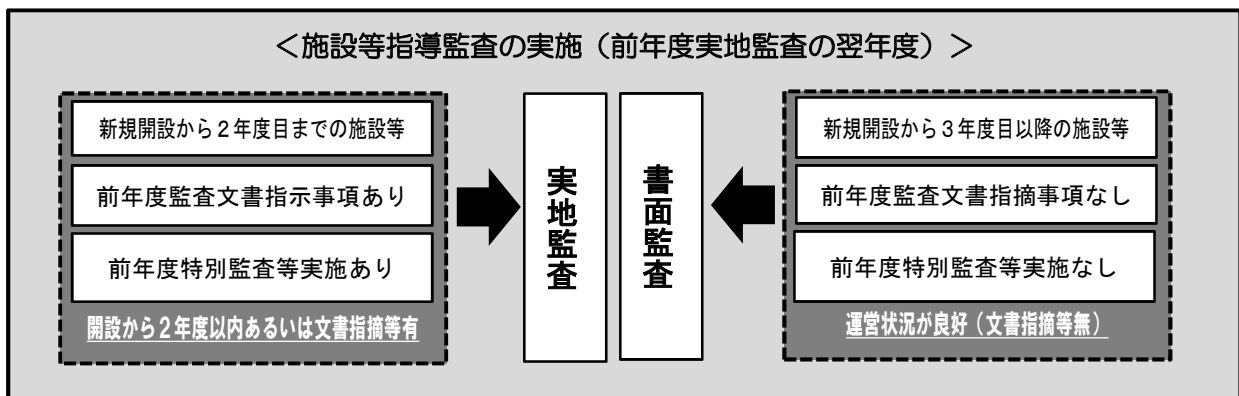 ＜施設等指導監査の実施（前年度実地監査の翌年度）＞
新規開設から２年度目までの施設等
前年度監査文書指示事項あり
前年度特別監査等実施あり
開設から２年度以内あるいは文書指摘等有
実地監査
書面監査
新規開設から３年度目以降の施設等
前年度監査文書指摘事項なし
前年度特別監査等実施なし
運営状況が良好（文書指摘等無）